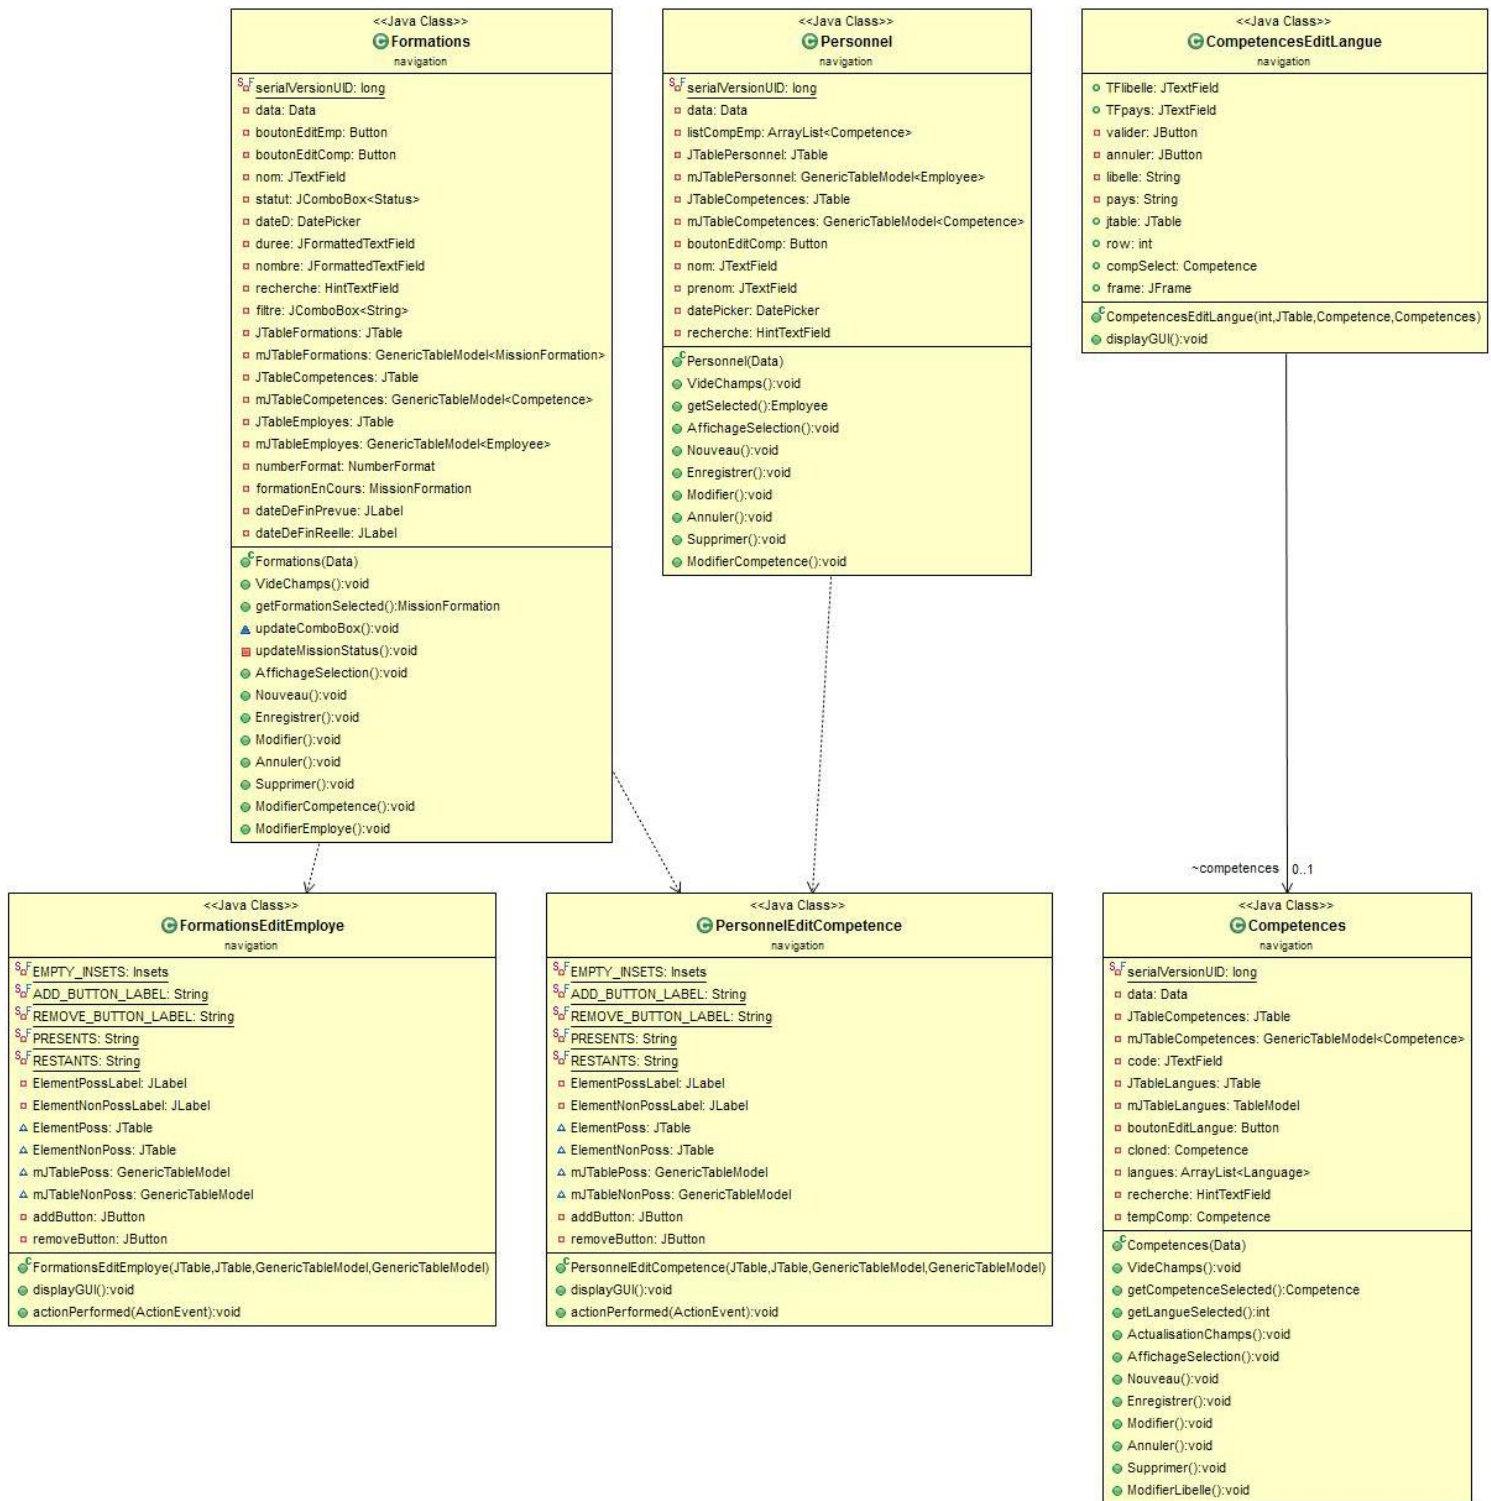 <<Java Class>>
Formations
navigation
serialVersionUID: long
data: Data
boutonEditEmp: Button
boutonEditComp: Button
nom: JTextField
statut: JComboBox<Status>
dateD: DatePicker
duree: JFormattedTextField
nombre: JFormattedTextField
recherche: HintTextField
filtre: JComboBox<String>
JTableFormations: JTable
mJTableFormations: GenericTableModel<MissionFormation>
JTableCompetences: JTable
mJTableCompetences: GenericTableModel<Competence>
JTableEmployes: JTable
mJTableEmployes: GenericTableModel<Employee>
numberFormat: NumberFormat
formationEnCours: MissionFormation
dateDeFinPrevue: JLabel
dateDeFinReelle: JLabel
Formations(Data)
VideChamps():void
getFormationSelected():MissionFormation
updateComboBox():void
updateMissionStatus():void
AffichageSelection():void
Nouveau():void
Enregistrer():void
Modifier():void
Annuler():void
Supprimer():void
ModifierCompetence():void
ModifierEmploye():void
<<Java Class>>
Personnel
navigation
serialVersionUID: long
data: Data
listCompEmp: ArrayList<Competence>
JTablePersonnel: JTable
mJTablePersonnel: GenericTableModel<Employee>
JTableCompetences: JTable
mJTableCompetences: GenericTableModel<Competence>
boutonEditComp: Button
nom: JTextField
prenom: JTextField
datePicker: DatePicker
recherche: HintTextField
Personnel(Data)
VideChamps():void
getSelected():Employee
AffichageSelection():void
Nouveau():void
Enregistrer():void
Modifier():void
Annuler():void
Supprimer():void
ModifierCompetence():void
<<Java Class>>
CompetencesEditLangue
navigation
TFlibelle: JTextField
TFpays: JTextField
valider: JButton
annuler: JButton
libelle: String
pays: String
jtable: JTable
row: int
compSelect: Competence
frame: JFrame
CompetencesEditLangue(int,JTable,Competence,Competences)
displayGUI():void
~competences 0..1
<<Java Class>>
FormationsEditEmploye
navigation
EMPTY_INSETS: Insets
ADD_BUTTON_LABEL: String
REMOVE_BUTTON_LABEL: String
PRESENTS: String
RESTANTS: String
ElementPossLabel: JLabel
ElementNonPossLabel: JLabel
ElementPoss: JTable
ElementNonPoss: JTable
mJTablePoss: GenericTableModel
mJTableNonPoss: GenericTableModel
addButton: JButton
removeButton: JButton
FormationsEditEmploye(JTable,JTable,GenericTableModel,GenericTableModel)
displayGUI():void
actionPerformed(ActionEvent):void
<<Java Class>>
PersonnelEditCompetence
navigation
EMPTY_INSETS: Insets
ADD_BUTTON_LABEL: String
REMOVE_BUTTON_LABEL: String
PRESENTS: String
RESTANTS: String
ElementPossLabel: JLabel
ElementNonPossLabel: JLabel
ElementPoss: JTable
ElementNonPoss: JTable
mJTablePoss: GenericTableModel
mJTableNonPoss: GenericTableModel
addButton: JButton
removeButton: JButton
PersonnelEditCompetence(JTable,JTable,GenericTableModel,GenericTableModel)
displayGUI():void
actionPerformed(ActionEvent):void
<<Java Class>>
Competences
navigation
serialVersionUID: long
data: Data
JTableCompetences: JTable
mJTableCompetences: GenericTableModel<Competence>
code: JTextField
JTableLangues: JTable
mJTableLangues: TableModel
boutonEditLangue: Button
cloned: Competence
langues: ArrayList<Language>
recherche: HintTextField
tempComp: Competence
Competences(Data)
VideChamps():void
getCompetenceSelected():Competence
getLangueSelected():int
ActualisationChamps():void
AffichageSelection():void
Nouveau():void
Enregistrer():void
Modifier():void
Annuler():void
Supprimer():void
ModifierLibelle():void